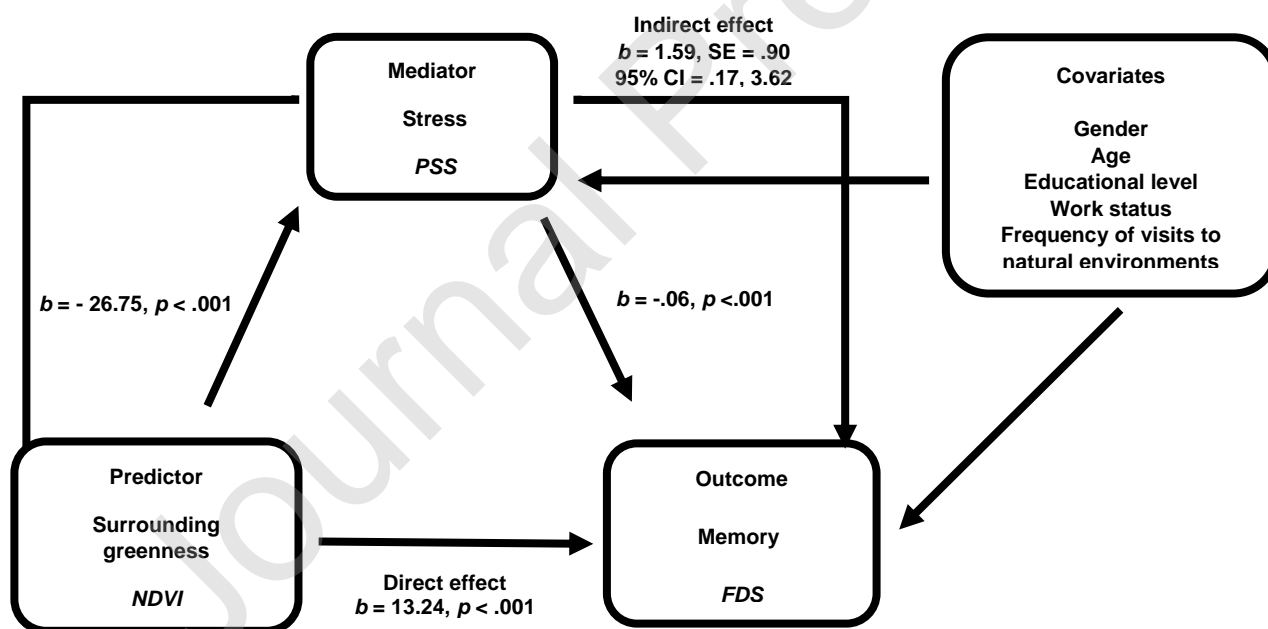 Indirect effect
b = 1.59, SE = .90
95% CI = .17, 3.62
Mediator
Stress
PSS
Covariates
Gender
Age
Educational level
Work status
Frequency of visits to
natural environments
b = - 26.75, p < .001
b = -.06, p <.001
Predictor
Surrounding
greenness
NDVI
Direct effect
b = 13.24, p < .001
Outcome
Memory
FDS
Journal Pre